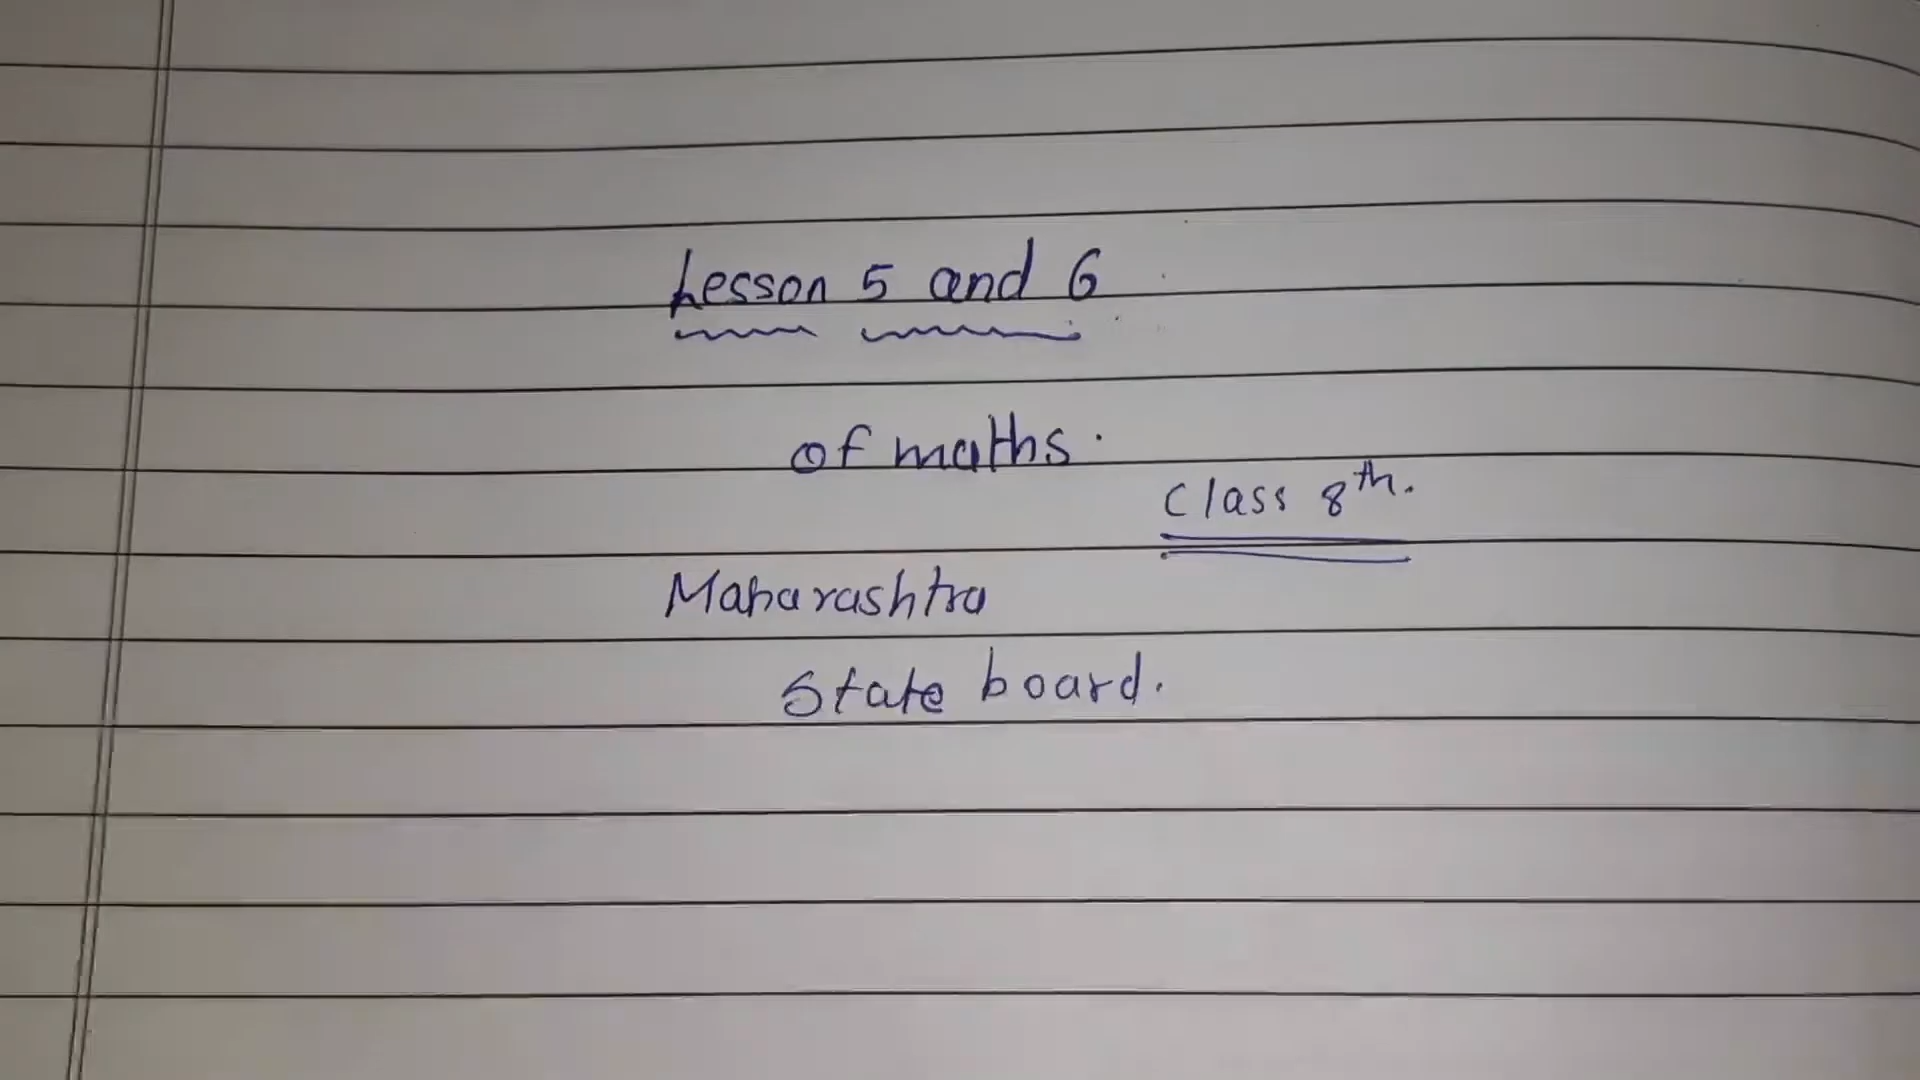 Lesson 5 and 6
of maths.
Class 8th.
Maharashtra
State board.